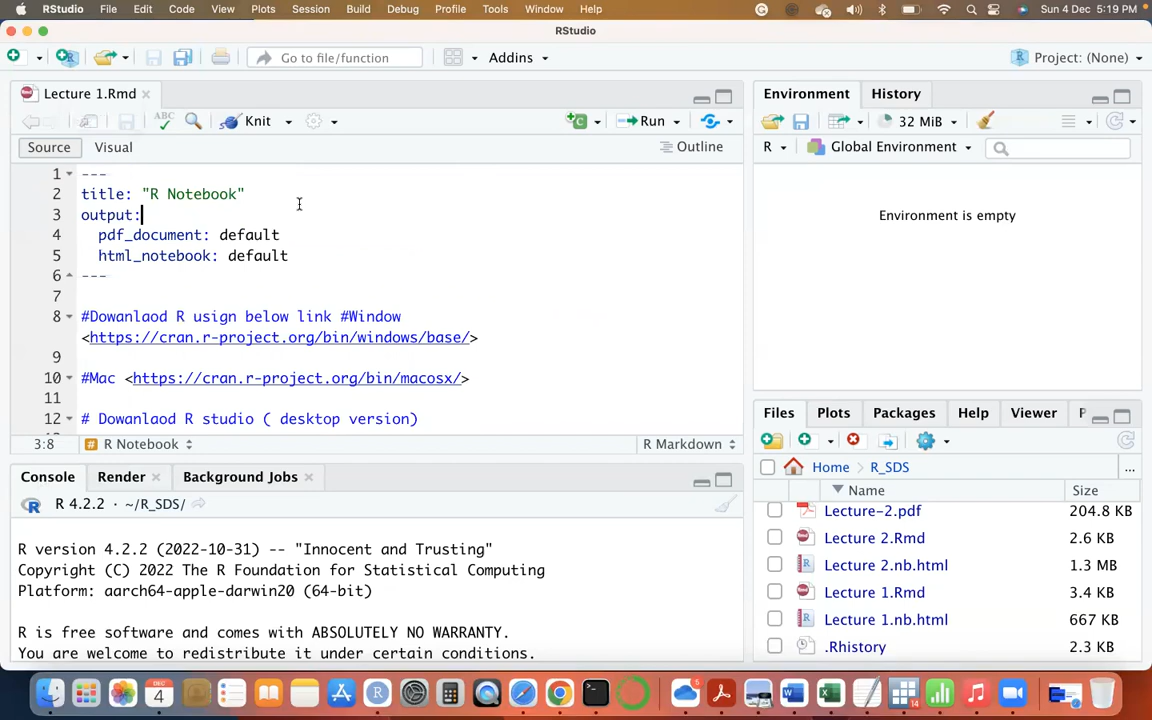 RStudio File Edit Code View Plots Session Build Debug Profile Tools Window Help Sun 4 Dec 5:19 PM
RStudio
Go to file/function Addins Project: (None)
Lecture 1.Rmd
ABC Knit Run
Source Visual Outline
1 ---
2 title: "R Notebook"
3 output:
4 pdf_document: default
5 html_notebook: default
6 ---
7
8 #Dowanlaod R usign below link #Window
<https://cran.r-project.org/bin/windows/base/>
9
10 #Mac <https://cran.r-project.org/bin/macosx/>
11
12 # Dowanlaod R studio ( desktop version)
3:8 R Notebook R Markdown
Console Render Background Jobs
R 4.2.2 · ~/R_SDS/
R version 4.2.2 (2022-10-31) -- "Innocent and Trusting"
Copyright (C) 2022 The R Foundation for Statistical Computing
Platform: aarch64-apple-darwin20 (64-bit)
R is free software and comes with ABSOLUTELY NO WARRANTY.
You are welcome to redistribute it under certain conditions.
Environment History
32 MiB
R Global Environment
Environment is empty
Files Plots Packages Help Viewer P
Home R_SDS ...
Name Size
Lecture-2.pdf 204.8 KB
Lecture 2.Rmd 2.6 KB
Lecture 2.nb.html 1.3 MB
Lecture 1.Rmd 3.4 KB
Lecture 1.nb.html 667 KB
.Rhistory 2.3 KB
DEC
4